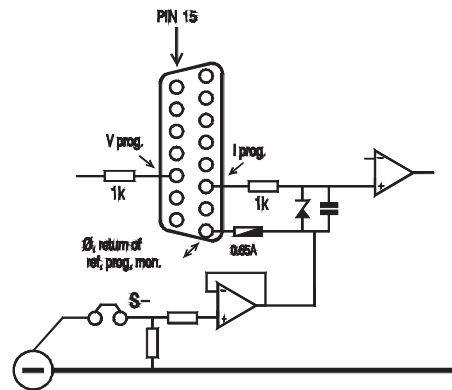 PIN 15
V prog.
I prog.
1k
1k
Ø, return of
ref, prog, mon.
0.65A
S-
-
+
-
+